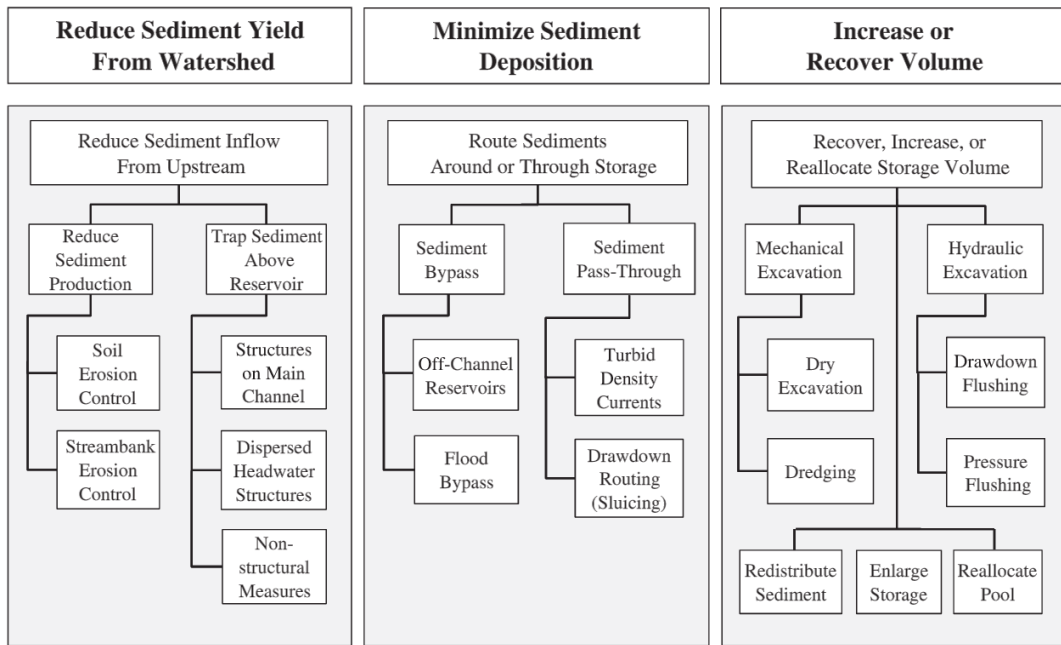 Reduce Sediment Yield
From Watershed
Minimize Sediment
Deposition
Increase or
Recover Volume
Reduce Sediment Inflow
From Upstream
Reduce
Sediment
Production
Trap Sediment
Above
Reservoir
Soil
Erosion
Control
Streambank
Erosion
Control
Structures
on Main
Channel
Dispersed
Headwater
Structures
Non-
structural
Measures
Route Sediments
Around or Through Storage
Sediment
Bypass
Sediment
Pass-Through
Off-Channel
Reservoirs
Flood
Bypass
Turbid
Density
Currents
Drawdown
Routing
(Sluicing)
Recover, Increase, or
Reallocate Storage Volume
Mechanical
Excavation
Hydraulic
Excavation
Dry
Excavation
Dredging
Drawdown
Flushing
Pressure
Flushing
Redistribute
Sediment
Enlarge
Storage
Reallocate
Pool